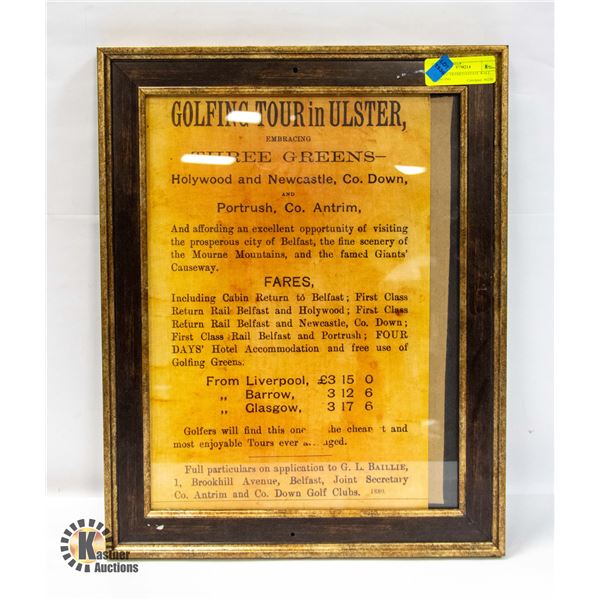 GOLFING TOUR in ULSTER,
EMBRACING
THREE GREENS—
Holywood and Newcastle, Co. Down,
AND
Portrush, Co. Antrim,
And affording an excellent opportunity of visiting
the prosperous city of Belfast, the fine scenery of
the Mourne Mountains, and the famed Giants'
Causeway.
FARES,
Including Cabin Return to Belfast; First Class
Return Rail Belfast and Holywood; First Class
Return Rail Belfast and Newcastle, Co. Down;
First Class Rail Belfast and Portrush; FOUR
DAYS' Hotel Accommodation and free use of
Golfing Greens.
From Liverpool, £3 15 0
„ Barrow, 3 12 6
„ Glasgow, 3 17 6
Golfers will find this one the cheapest and
most enjoyable Tours ever arranged.
Full particulars on application to G. L. BAILLIE,
1, Brookhill Avenue, Belfast, Joint Secretary
Co. Antrim and Co. Down Golf Clubs.
Kastner
Auctions